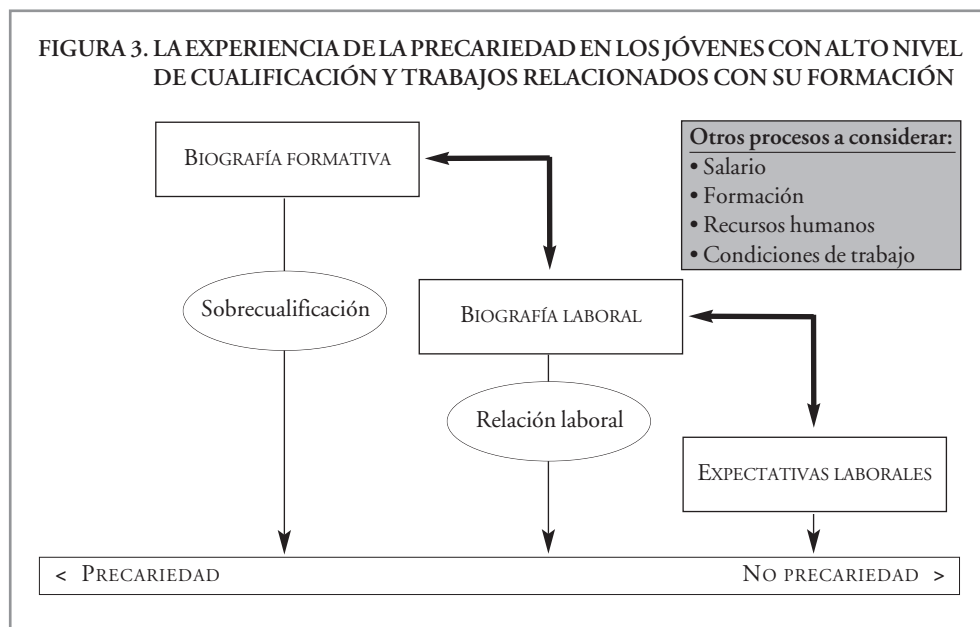 FIGURA 3. LA EXPERIENCIA DE LA PRECARIEDAD EN LOS JÓVENES CON ALTO NIVEL
DE CUALIFICACIÓN Y TRABAJOS RELACIONADOS CON SU FORMACIÓN
BIOGRAFÍA FORMATIVA
Otros procesos a considerar:
• Salario
• Formación
• Recursos humanos
• Condiciones de trabajo
Sobrecualificación
BIOGRAFÍA LABORAL
Relación laboral
EXPECTATIVAS LABORALES
< PRECARIEDAD
NO PRECARIEDAD >